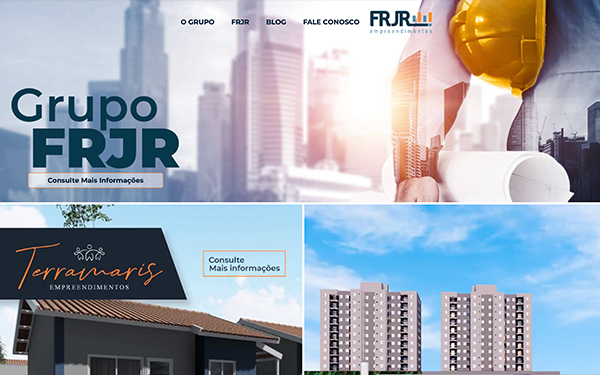 O GRUPO FRJR BLOG FALE CONOSCO
FRJR
empreendimentos
Grupo
FRJR
Consulte Mais Informações
Terramaris
EMPREENDIMENTOS
Consulte
Mais informações